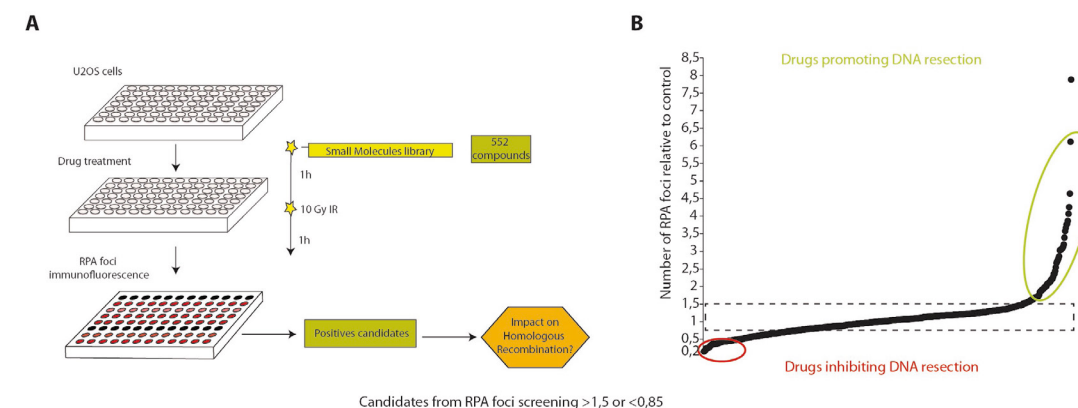 A
U2OS cells
Drug treatment
Small Molecules library
552
compounds
1h
10 Gy IR
1h
RPA foci
immunofluorescence
Positives candidates
Impact on
Homologous
Recombination?
B
Number of RPA foci relative to control
8,5
7,5
6,5
6
5,5
5
4,5
4
3,5
3
2,5
2
1,5
1
0,5
0,2
Drugs promoting DNA resection
Drugs inhibiting DNA resection
Candidates from RPA foci screening >1,5 or <0,85